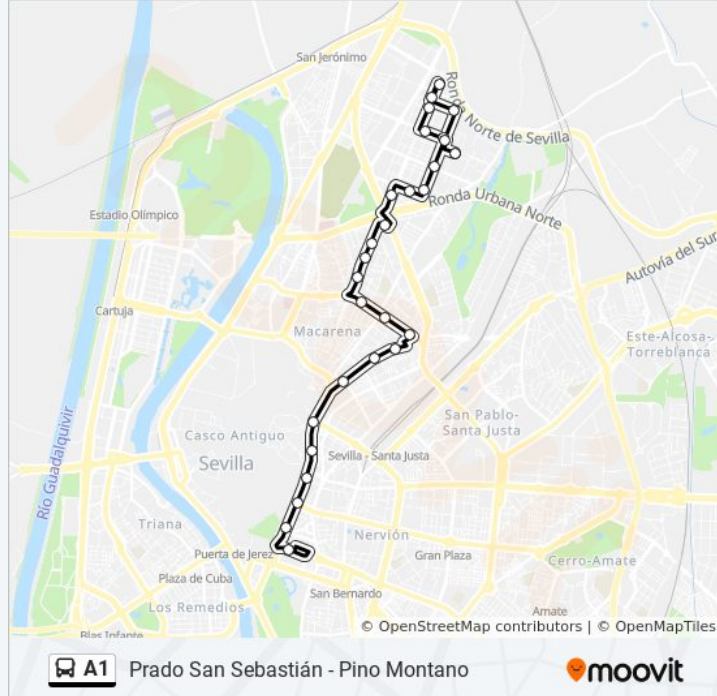 San Jerónimo
Ronda Norte de Sevilla
Estadio Olímpico
Ronda Urbana Norte
Autovía del Sur
Cartuja
Macarena
Este-Alcosa-
Torreblanca
Río Guadalquivir
San Pablo-
Santa Justa
Casco Antiguo
Sevilla
Sevilla - Santa Justa
Triana
Nervión
Puerta de Jerez
Gran Plaza
Cerro-Amate
Plaza de Cuba
San Bernardo
Los Remedios
Amate
Blas Infante
© OpenStreetMap contributors | © OpenMapTiles
A1 Prado San Sebastián - Pino Montano
moovit